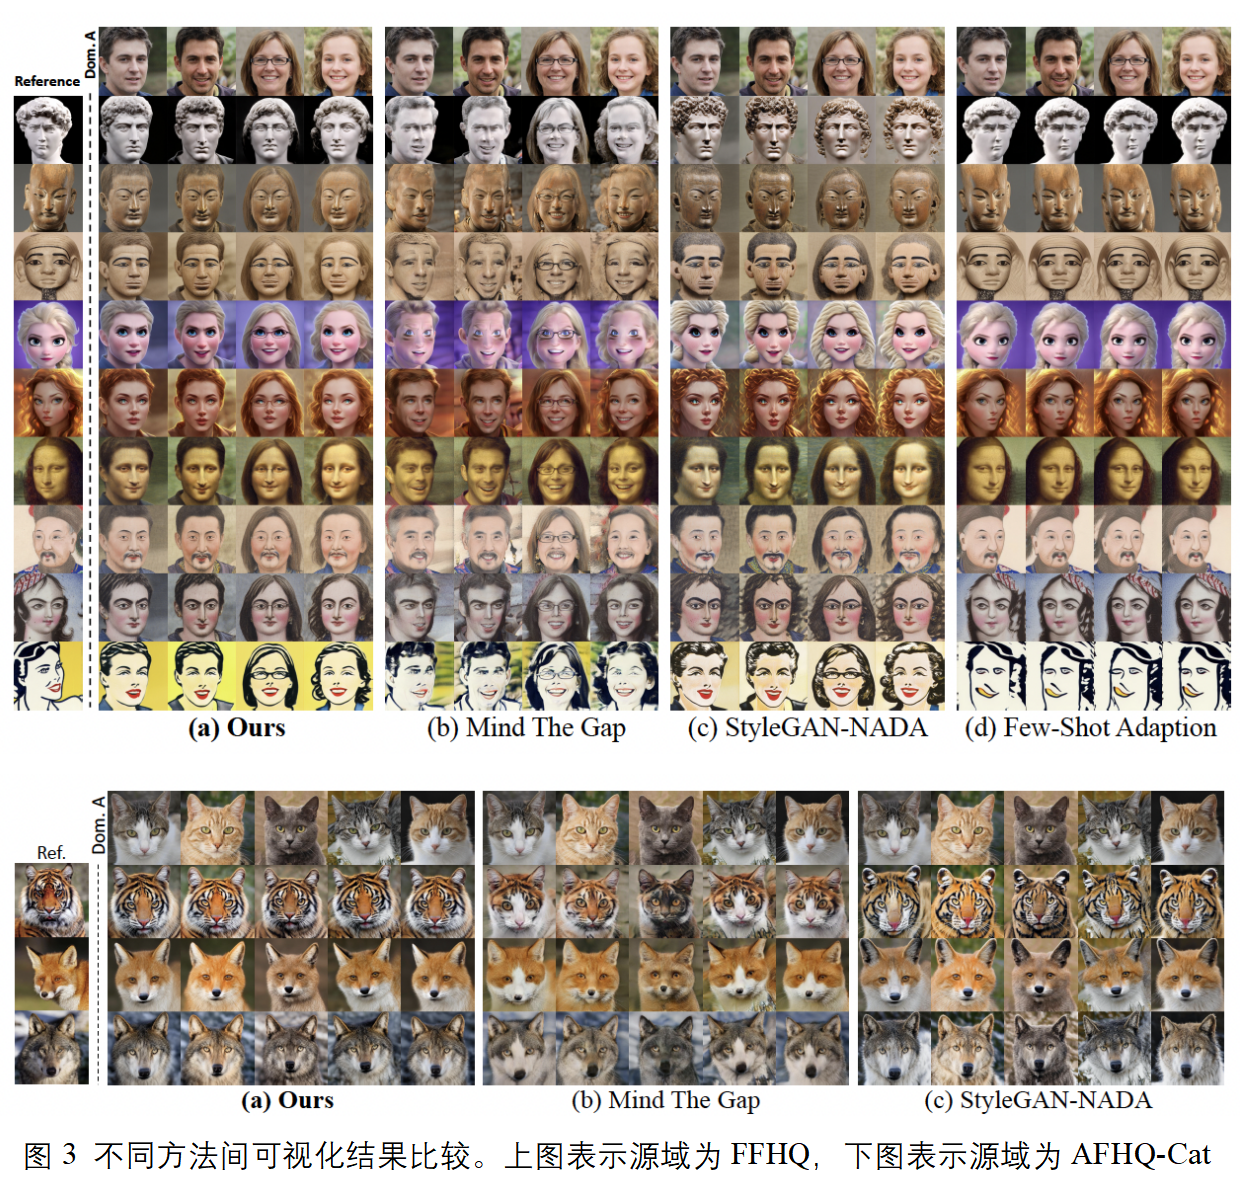 Dom. A
Reference
(a) Ours
(b) Mind The Gap
(c) StyleGAN-NADA
(d) Few-Shot Adaption
Dom. A
Ref.
(a) Ours
(b) Mind The Gap
(c) StyleGAN-NADA
图 3 不同方法间可视化结果比较。上图表示源域为 FFHQ， 下图表示源域为 AFHQ-Cat